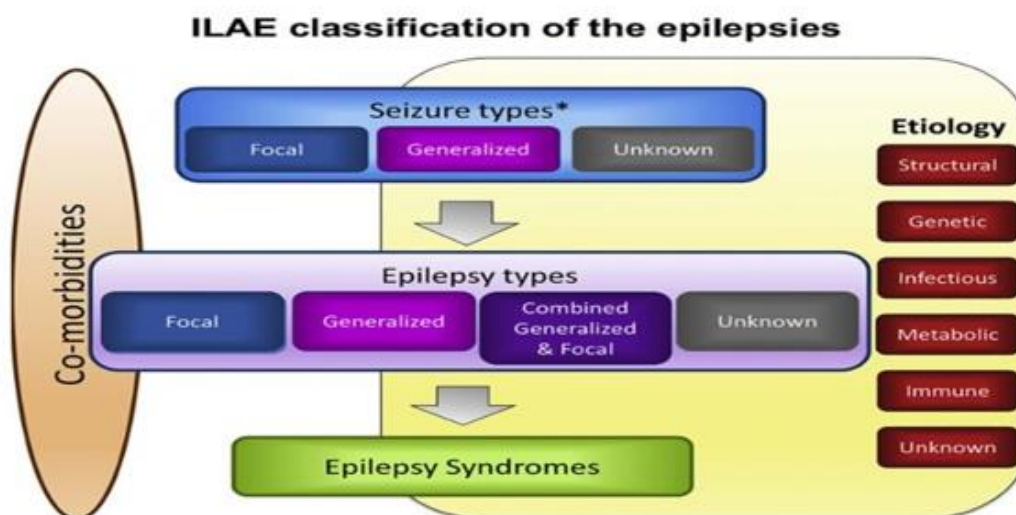 ILAE classification of the epilepsies
Co-morbidities
Seizure types*
Focal
Generalized
Unknown
Epilepsy types
Focal
Generalized
Combined
Generalized
& Focal
Unknown
Epilepsy Syndromes
Etiology
Structural
Genetic
Infectious
Metabolic
Immune
Unknown